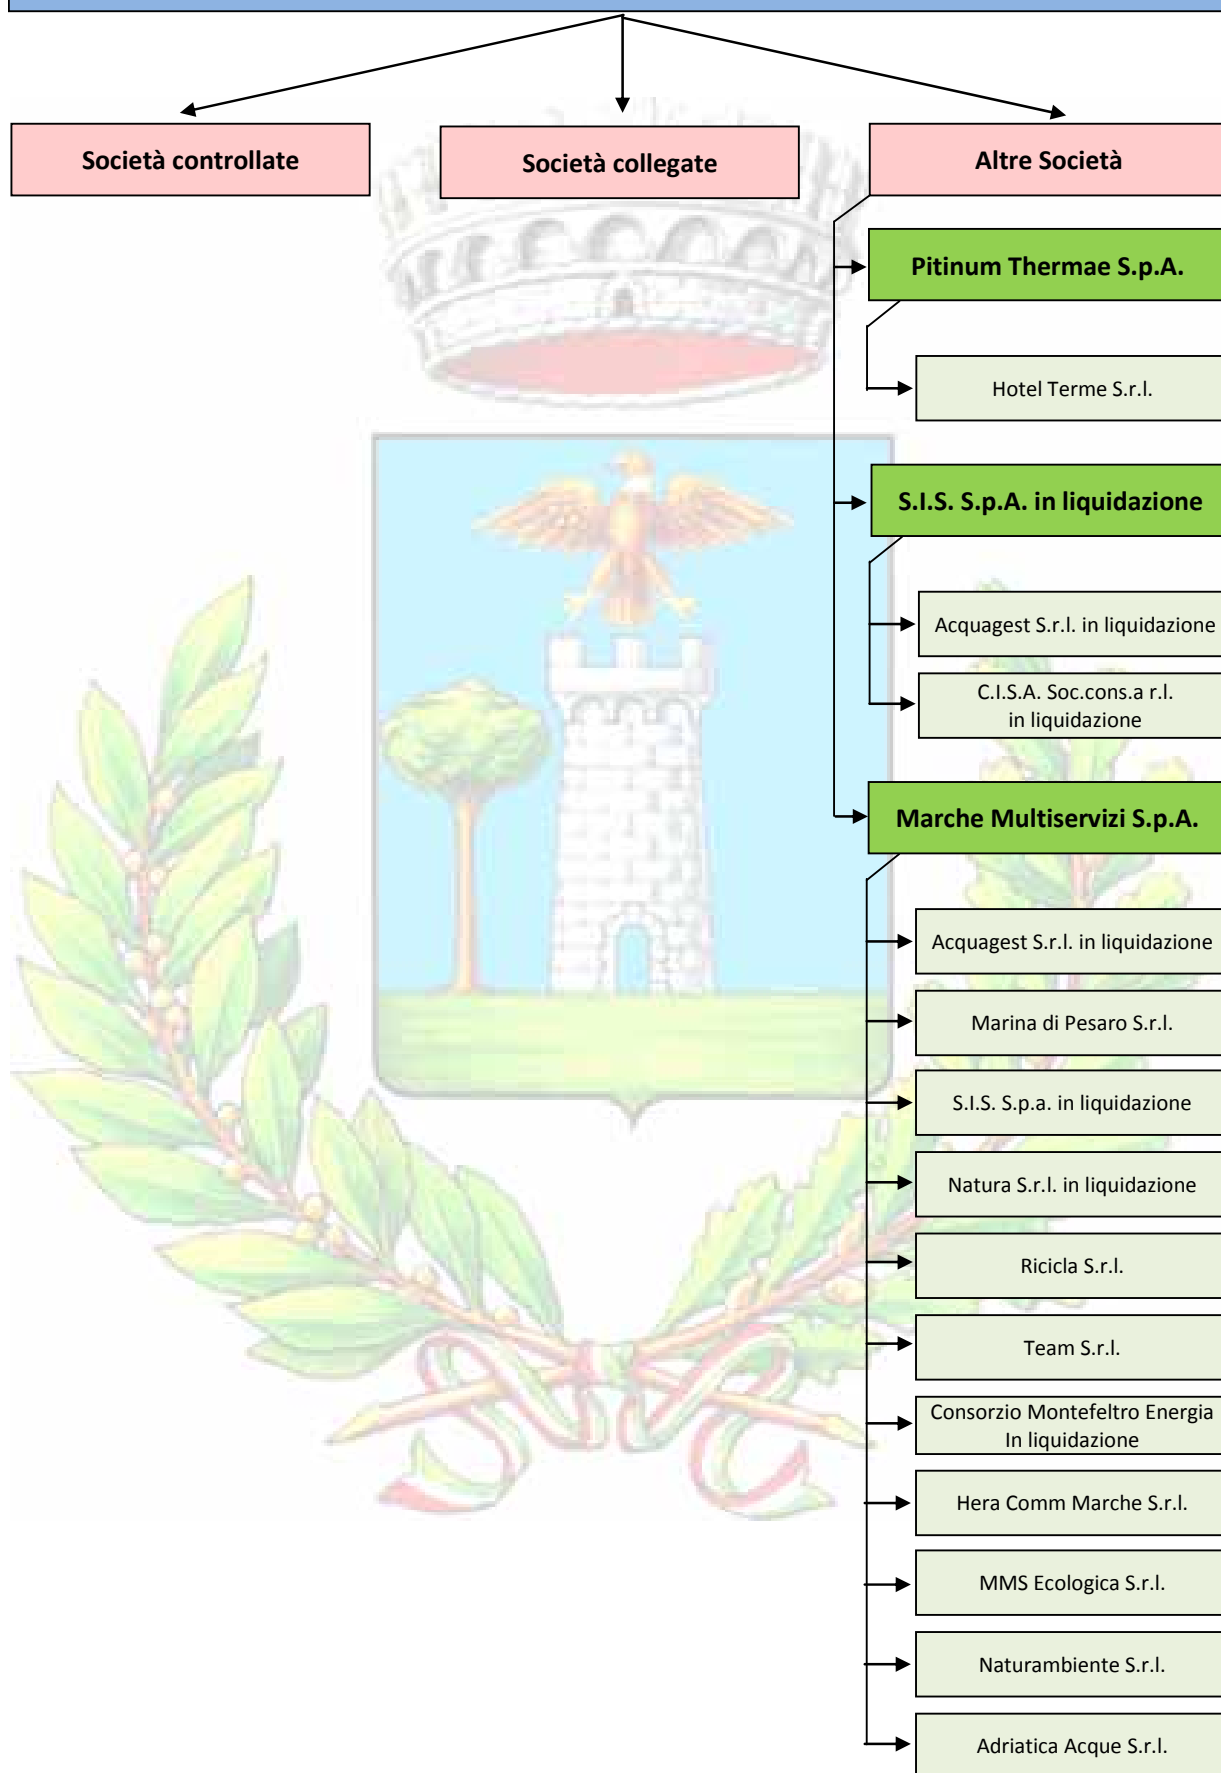 Società controllate
Società collegate
Altre Società
Pitinum Thermae S.p.A.
Hotel Terme S.r.l.
S.I.S. S.p.A. in liquidazione
Acquagest S.r.l. in liquidazione
C.I.S.A. Soc.cons.a r.l.
in liquidazione
Marche Multiservizi S.p.A.
Acquagest S.r.l. in liquidazione
Marina di Pesaro S.r.l.
S.I.S. S.p.a. in liquidazione
Natura S.r.l. in liquidazione
Ricicla S.r.l.
Team S.r.l.
Consorzio Montefeltro Energia
In liquidazione
Hera Comm Marche S.r.l.
MMS Ecologica S.r.l.
Naturambiente S.r.l.
Adriatica Acque S.r.l.